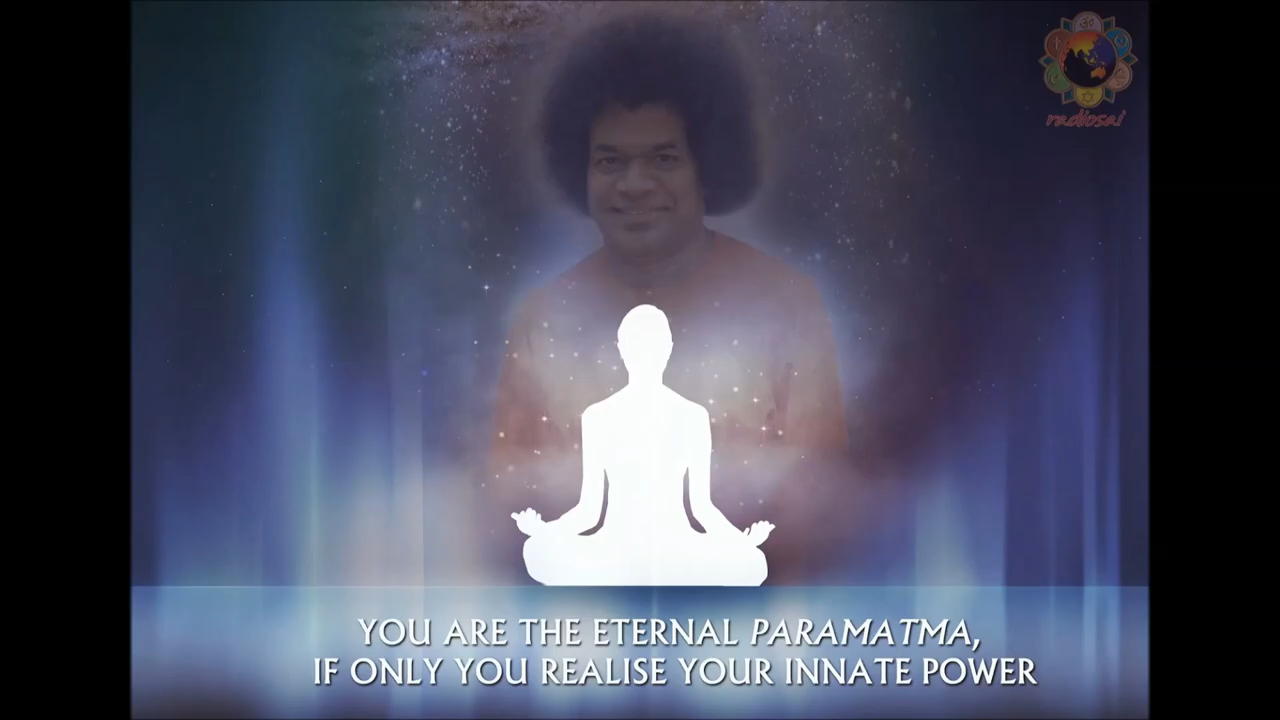 radiosai
YOU ARE THE ETERNAL PARAMATMA,
IF ONLY YOU REALISE YOUR INNATE POWER